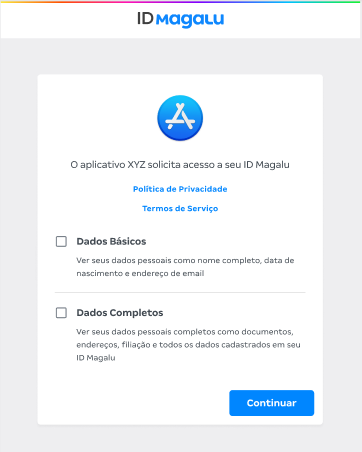 ID Magalu
O aplicativo XYZ solicita acesso a seu ID Magalu
Política de Privacidade
Termos de Serviço
Dados Básicos
Ver seus dados pessoais como nome completo, data de
nascimento e endereço de email
Dados Completos
Ver seus dados pessoais completos como documentos,
endereços, filiação e todos os dados cadastrados em seu
ID Magalu
Continuar